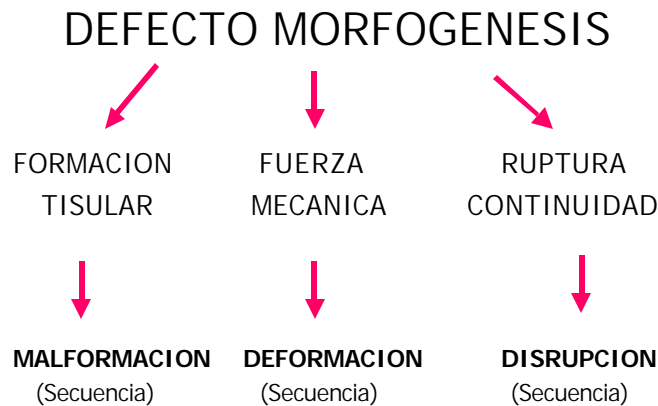 DEFECTO MORFOGENESIS
FORMACION TISULAR
FUERZA MECANICA
RUPTURA CONTINUIDAD
MALFORMACION
(Secuencia)
DEFORMACION
(Secuencia)
DISRUPCION
(Secuencia)